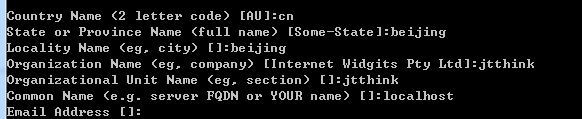 Country Name (2 letter code) [AU]:cn
State or Province Name (full name) [Some-State]:beijing
Locality Name (eg, city) []:beijing
Organization Name (eg, company) [Internet Widgits Pty Ltd]:jtthink
Organizational Unit Name (eg, section) []:jtthink
Common Name (e.g. server FQDN or YOUR name) []:localhost
Email Address []: